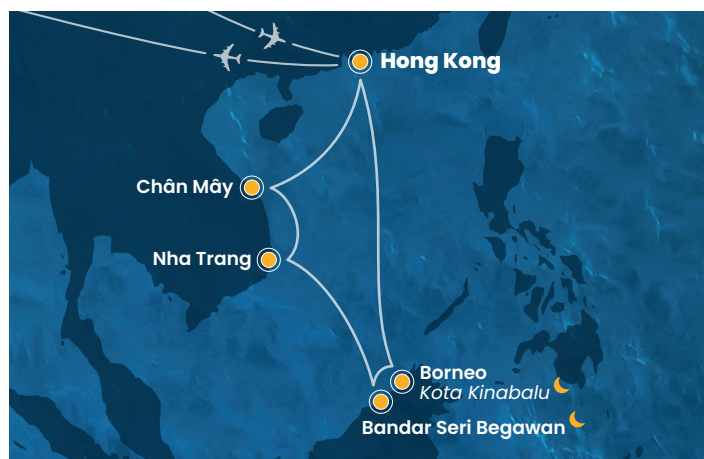 Hong Kong
Chân Mây
Nha Trang
Borneo
Kota Kinabalu
Bandar Seri Begawan